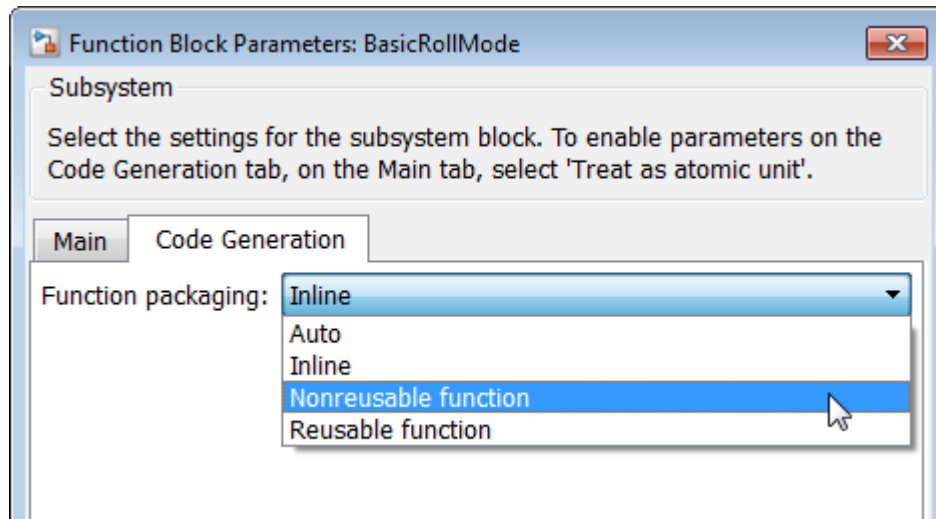 Function Block Parameters: BasicRollMode
Subsystem
Select the settings for the subsystem block. To enable parameters on the
Code Generation tab, on the Main tab, select 'Treat as atomic unit'.
Main
Code Generation
Function packaging:
Inline
Auto
Inline
Nonreusable function
Reusable function